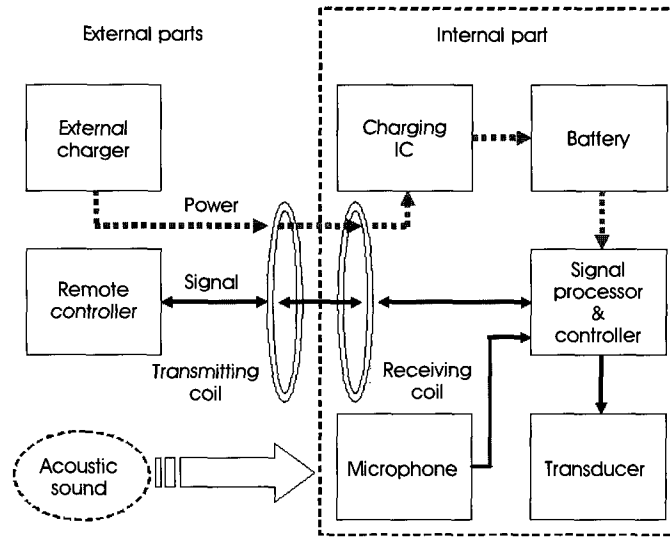 External parts
Internal part
External
charger
Charging
IC
Battery
Power
Remote
controller
Signal
Signal
processor
&
controller
Transmitting
coil
Receiving
coil
Acoustic
sound
Microphone
Transducer